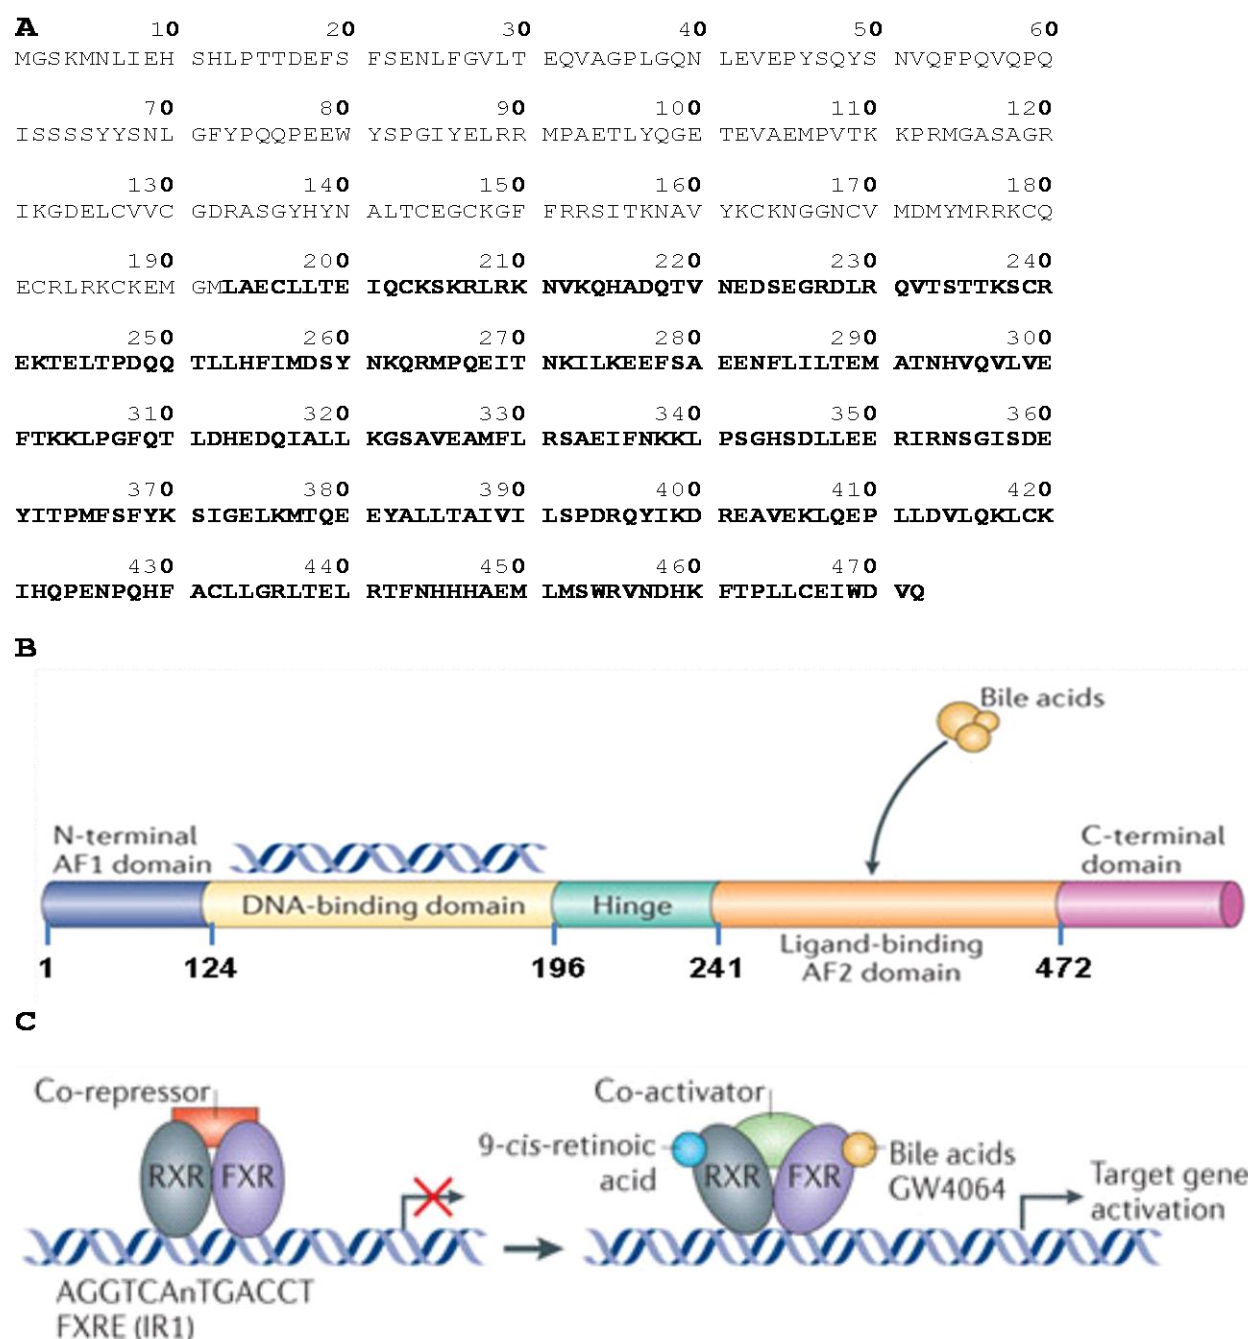 A
10 20 30 40 50 60
MGSKMNLIEH SHLPTTDEFS FSENLFGVLT EQVAGPLGQN LEVEPYSQYS NVQFPQVQPQ
70 80 90 100 110 120
ISSSSYYSNL GFYPQQPEEW YSPGIYELRR MPAETLYQGE TEVAEMPVTK KPRMGASAGR
130 140 150 160 170 180
IKGDELCVVC GDRASGYHYN ALTCEGCKGF FRRSITKNAV YKCKNGGNCV MDMYMRRKCQ
190 200 210 220 230 240
ECRLRKCKEM GMLAECLLTE IQCKSKRLRK NVKQHADQTV NEDSEGRDLR QVTSTTKSCR
250 260 270 280 290 300
EKTELTPDQQ TLLHFIMDSY NKQRMPQEIT NKILKEEFSA EENFLILTEM ATNHVQVLVE
310 320 330 340 350 360
FTKKLPGFQT LDHEDQIALL KGSAVEAMFL RSAEIFNKKL PSGHSDLLEE RIRNSGISDE
370 380 390 400 410 420
YITPMFSFYK SIGELKMTQE EYALLTAIVI LSPDRQYIKD REAVEKLQEP LLDVLQKLCK
430 440 450 460 470
IHQPENPQHF ACLLGRLTEL RTFNHHHAEM LMSWRVNDHK FTPLLCEIWD VQ
B
Bile acids
N-terminal
AF1 domain
C-terminal
domain
DNA-binding domain
Hinge
Ligand-binding
AF2 domain
1 124 196 241 472
C
Co-repressor
RXR FXR
AGGTCAnTGACCT
FXRE (IR1)
Co-activator
9-cis-retinoic
acid
RXR FXR
Bile acids
GW4064
Target gene
activation